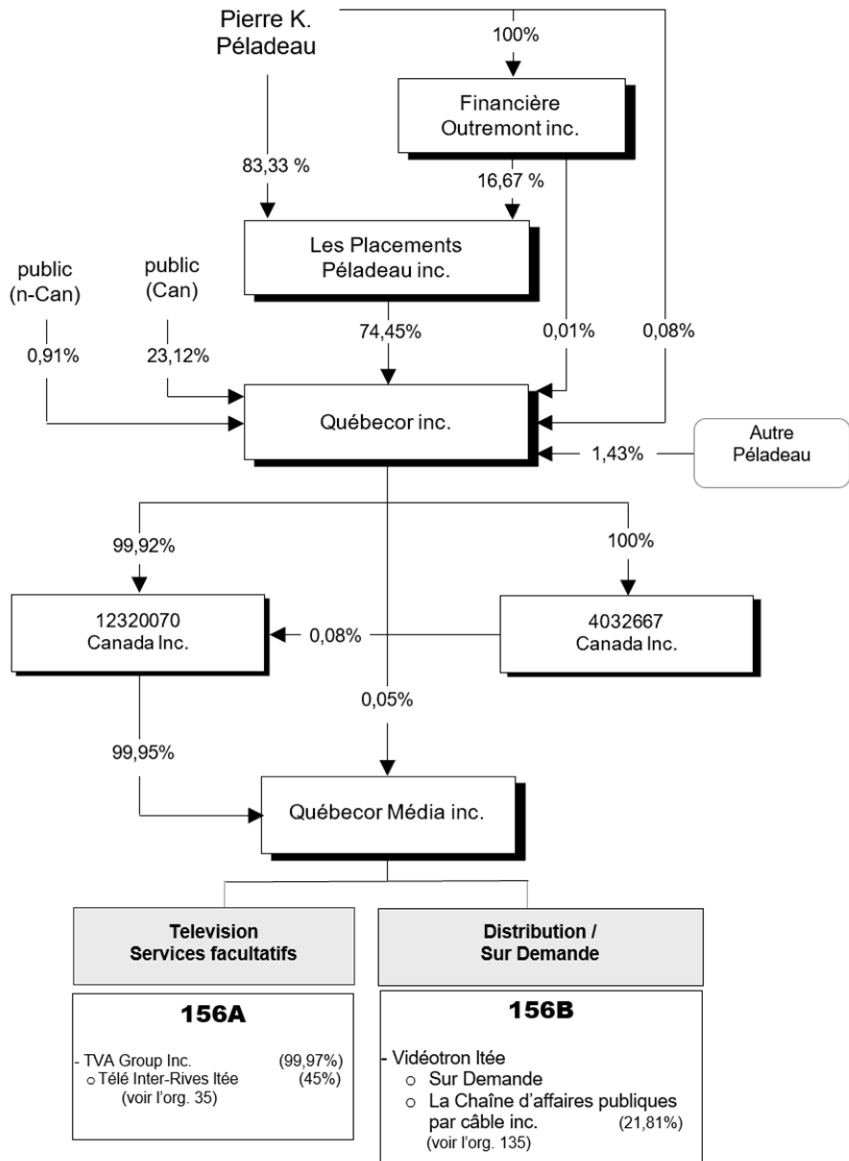 Pierre K.
Péladeau
100%
Financière
Outremont inc.
83,33 %
16,67 %
Les Placements
Péladeau inc.
public
(n-Can)
public
(Can)
0,91%
23,12%
74,45%
0,01%
0,08%
Québecor inc.
Autre
Péladeau
1,43%
99,92%
100%
12320070
Canada Inc.
0,08%
4032667
Canada Inc.
0,05%
99,95%
Québecor Média inc.
Television
Services facultatifs
Distribution /
Sur Demande
156A
- TVA Group Inc. (99,97%)
o Télé Inter-Rives ltée (45%)
(voir l’org. 35)
156B
- Vidéotron ltée
o Sur Demande
o La Chaîne d’affaires publiques
par câble inc. (21,81%)
(voir l’org. 135)